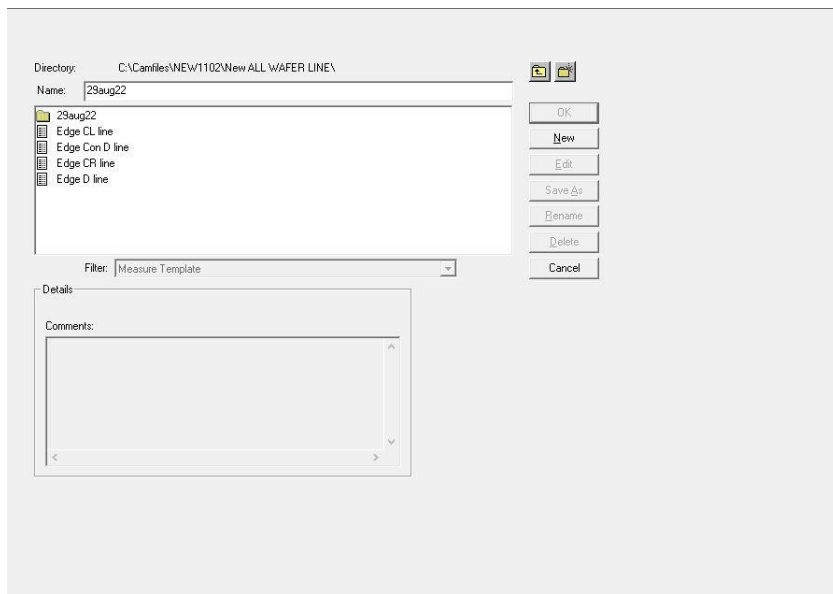 Directory: C:\Camfiles\NEW1102\New ALL WAFER LINE\
Name: 29aug22
29aug22
Edge CL line
Edge Con D line
Edge CR line
Edge D line
OK
New
Edit
Save As
Rename
Delete
Cancel
Filter: Measure Template
Details
Comments: